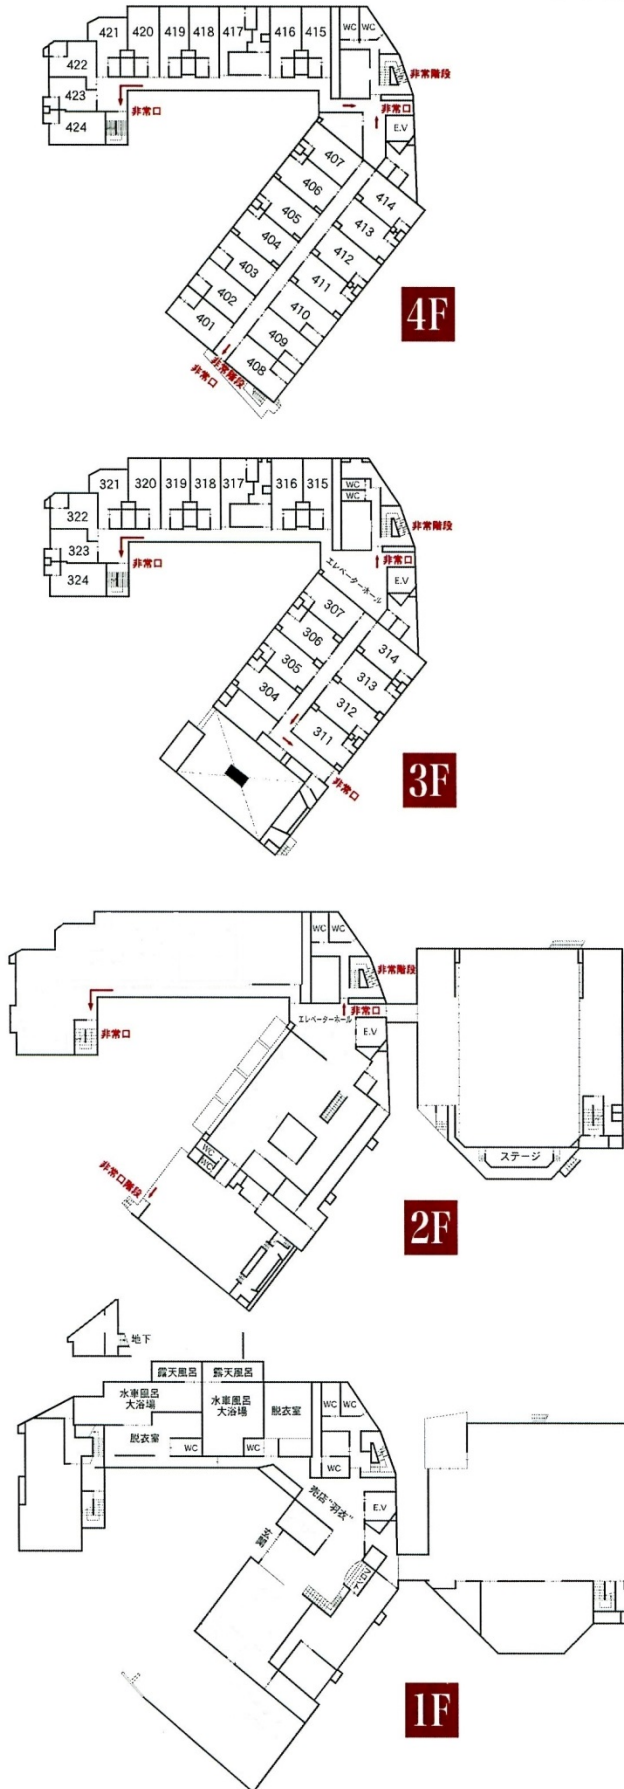 421
420
419
418
417
416
415
WC
WC
422
423
424
非常口
非常階段
非常口
E.V
407
406
405
404
403
402
401
414
413
412
411
410
409
408
非常階段
非常口
4F
321
320
319
318
317
316
315
WC
WC
322
323
324
非常口
非常階段
非常口
エレベーターホール
E.V
307
306
305
304
314
313
312
311
非常口
3F
WC
WC
非常階段
非常口
非常口
エレベーターホール
E.V
WC
WC
非常口階段
ステージ
2F
地下
露天風呂
露天風呂
水車風呂
大浴場
水車風呂
大浴場
脱衣室
脱衣室
WC
WC
WC
WC
WC
売店"羽衣"
E.V
玄関
フロント
1F